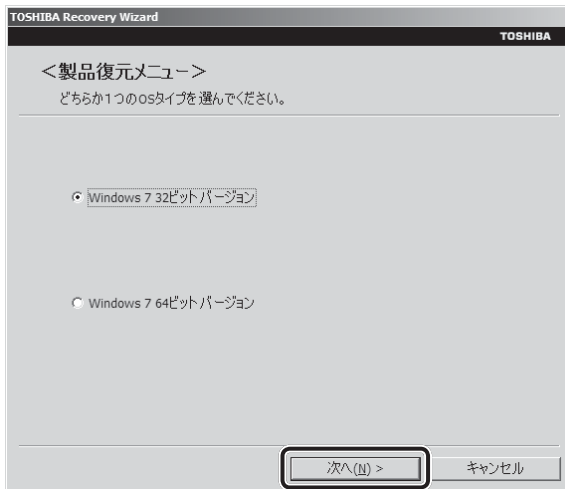 TOSHIBA Recovery Wizard
TOSHIBA
＜製品復元メニュー＞
どちらか1つのOSタイプを選んでください。
Windows 7 32ビットバージョン
Windows 7 64ビットバージョン
次へ(N) >
キャンセル